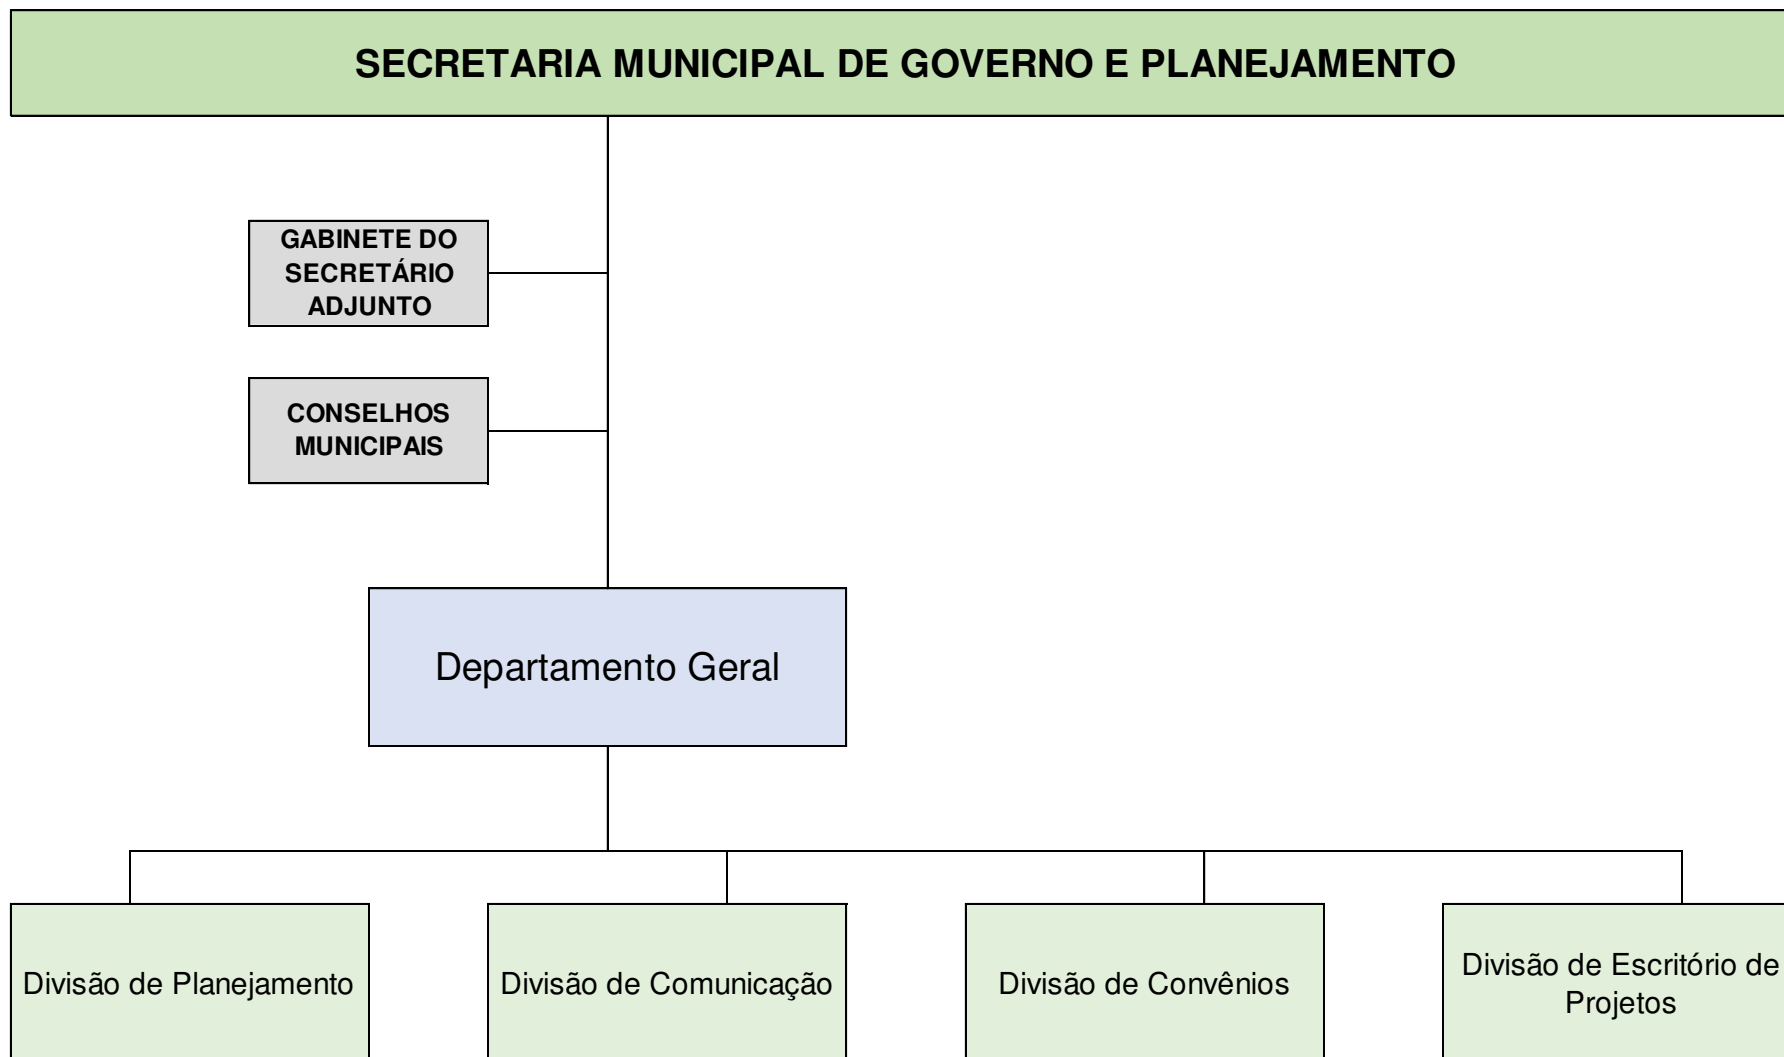 SECRETARIA MUNICIPAL DE GOVERNO E PLANEJAMENTO
GABINETE DO
SECRETÁRIO
ADJUNTO
CONSELHOS
MUNICIPAIS
Departamento Geral
Divisão de Planejamento
Divisão de Comunicação
Divisão de Convênios
Divisão de Escritório de
Projetos